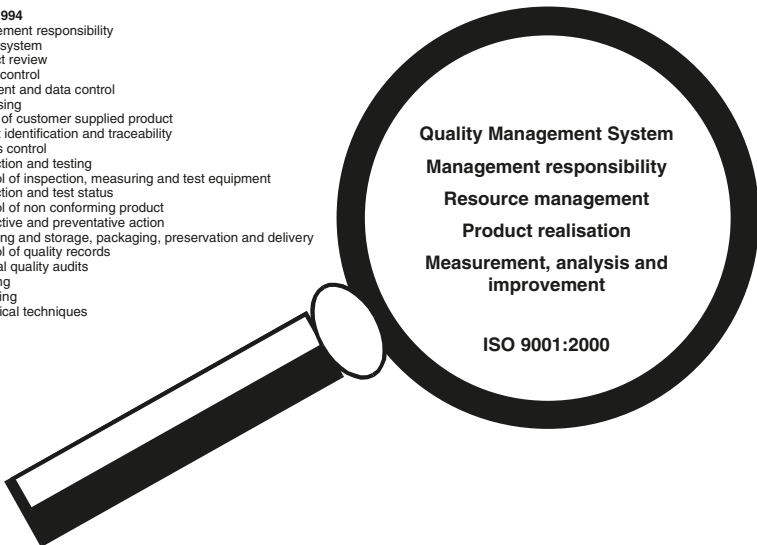 994
ement responsibility
system
ct review
control
ent and data control
sing
of customer supplied product
t identification and traceability
s control
ction and testing
ol of inspection, measuring and test equipment
ction and test status
ol of non conforming product
ctive and preventative action
ing and storage, packaging, preservation and delivery
ol of quality records
al quality audits
ng
ing
ical techniques
Quality Management System
Management responsibility
Resource management
Product realisation
Measurement, analysis and
improvement
ISO 9001:2000